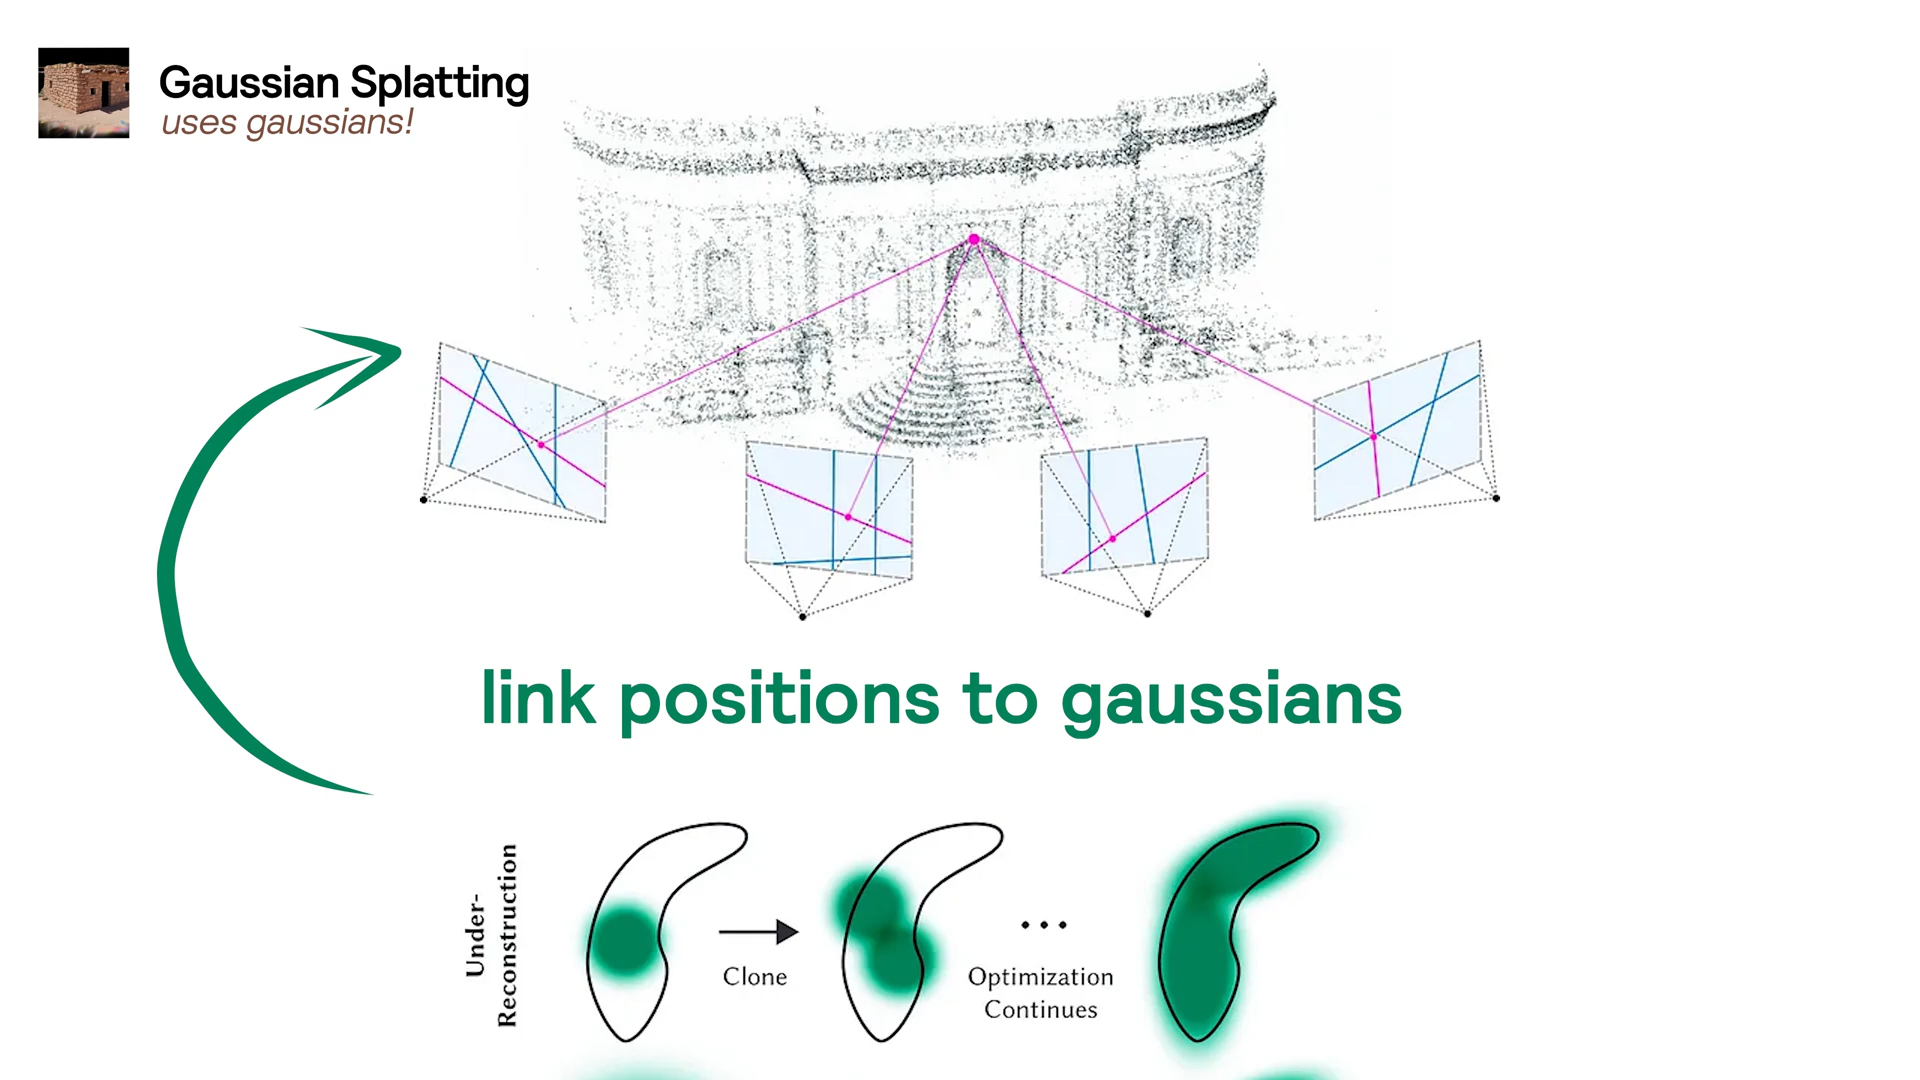 Gaussian Splatting
uses gaussians!
link positions to gaussians
Under-
Reconstruction
Clone
...
Optimization
Continues